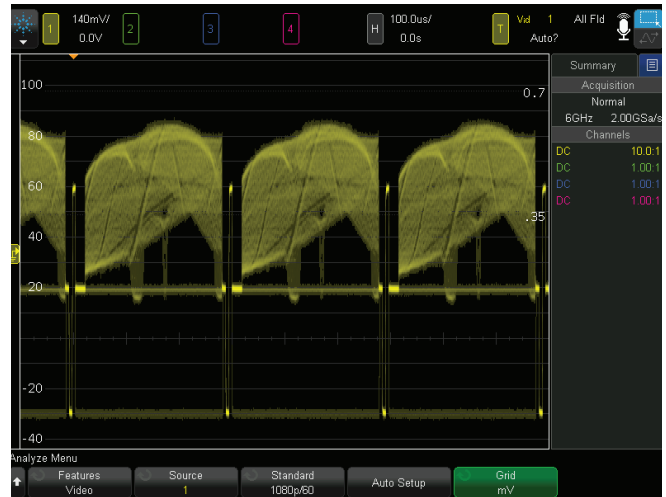 1 140mV/ 2 3 4 H 100.0us/ T Vid 1 All Fld
0.0V 0.0s Auto?
Summary
Acquisition
Normal
6GHz 2.00GSa/s
Channels
DC 10.0:1
DC 1.00:1
DC 1.00:1
DC 1.00:1
100
0.7
80
60
.35
40
20
-20
-40
Analyze Menu
Features Source Standard Auto Setup Grid
Video 1 1080p/60 mV